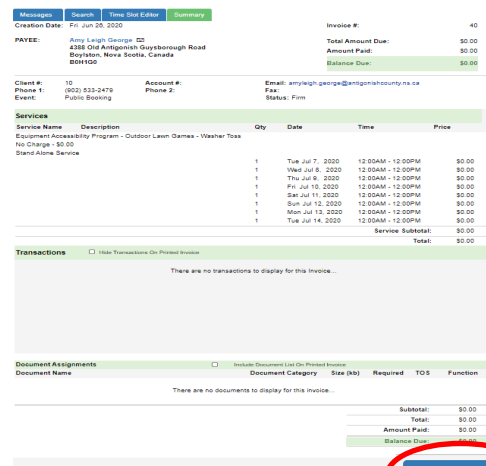 Messages Search Time Slot Editor Summary
Creation Date: Fri Jun 26, 2020 Invoice #: 40
PAYEE: Amy Leigh George
4388 Old Antigonish Guysborough Road
Boylston, Nova Scotia, Canada
B0H1G0
Total Amount Due: $0.00
Amount Paid: $0.00
Balance Due: $0.00
Client #: 10 Account #: Email: amyleigh.george@antigonishcounty.ns.ca
Phone 1: (902) 533-2479 Phone 2: Fax:
Event: Public Booking Status: Firm
Services
Service Name Description Qty Date Time Price
Equipment Accessibility Program - Outdoor Lawn Games - Washer Toss
No Charge - $0.00
Stand Alone Service
1 Tue Jul 7, 2020 12:00AM - 12:00PM $0.00
1 Wed Jul 8, 2020 12:00AM - 12:00PM $0.00
1 Thu Jul 9, 2020 12:00AM - 12:00PM $0.00
1 Fri Jul 10, 2020 12:00AM - 12:00PM $0.00
1 Sat Jul 11, 2020 12:00AM - 12:00PM $0.00
1 Sun Jul 12, 2020 12:00AM - 12:00PM $0.00
1 Mon Jul 13, 2020 12:00AM - 12:00PM $0.00
1 Tue Jul 14, 2020 12:00AM - 12:00PM $0.00
Service Subtotal: $0.00
Total: $0.00
Transactions Hide Transactions On Printed Invoice
There are no transactions to display for this Invoice...
Document Assignments Include Document List On Printed Invoice
Document Name Document Category Size (kb) Required TOS Function
There are no documents to display for this invoice...
Subtotal: $0.00
Total: $0.00
Amount Paid: $0.00
Balance Due: $0.00